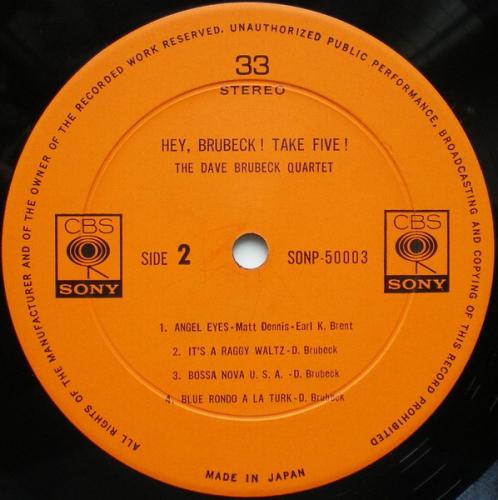 ALL RIGHTS OF THE MANUFACTURER AND OF THE OWNER OF THE RECORDED WORK RESERVED. UNAUTHORIZED PUBLIC PERFORMANCE, BROADCASTING AND COPYING OF THIS RECORD PROHIBITED
33
STEREO
HEY, BRUBECK! TAKE FIVE!
THE DAVE BRUBECK QUARTET
CBS
SONY
SIDE 2
SONP-50003
CBS
SONY
1. ANGEL EYES - Matt Dennis - Earl K. Brent
2. IT'S A RAGGY WALTZ - D. Brubeck
3. BOSSA NOVA U. S. A. - D. Brubeck
4. BLUE RONDO A LA TURK - D. Brubeck
MADE IN JAPAN